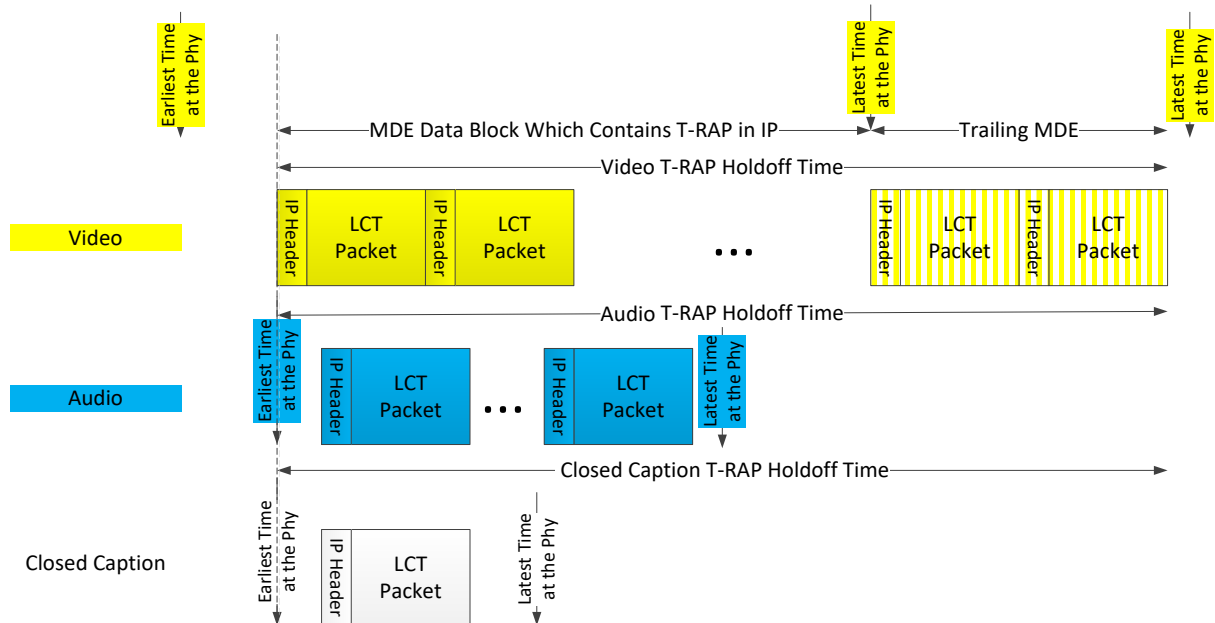 Earliest Time
at the Phy
Latest Time
at the Phy
Latest Time
at the Phy
MDE Data Block Which Contains T-RAP in IP
Trailing MDE
Video T-RAP Holdoff Time
Video
IP Header
LCT
Packet
IP Header
LCT
Packet
...
IP Header
LCT
Packet
IP Header
LCT
Packet
Audio T-RAP Holdoff Time
Earliest Time
at the Phy
Audio
IP Header
LCT
Packet
...
IP Header
LCT
Packet
Latest Time
at the Phy
Closed Caption T-RAP Holdoff Time
Closed Caption
Earliest Time
at the Phy
IP Header
LCT
Packet
Latest Time
at the Phy